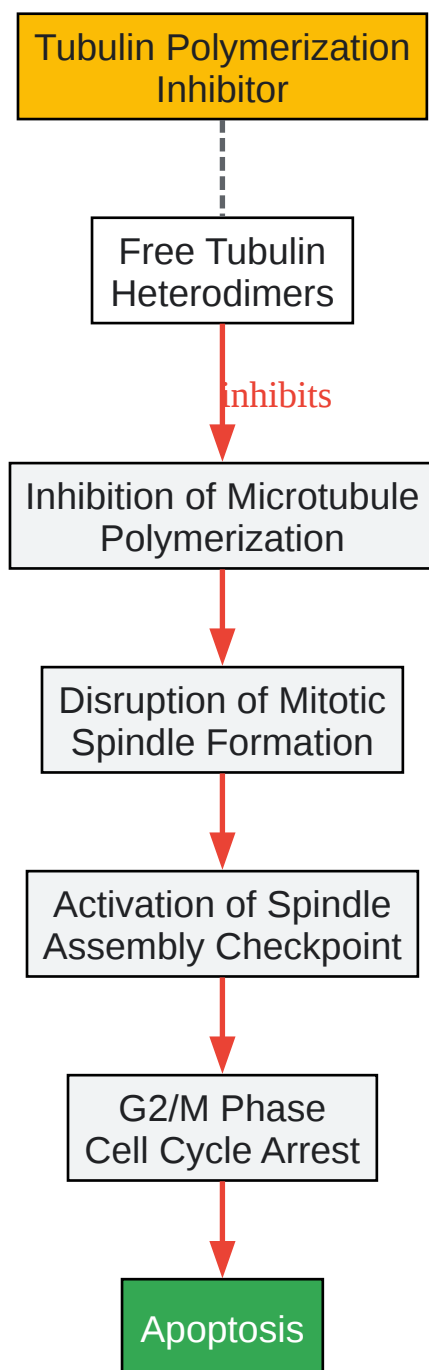 Tubulin Polymerization
Inhibitor
Free Tubulin
Heterodimers
inhibits
Inhibition of Microtubule
Polymerization
Disruption of Mitotic
Spindle Formation
Activation of Spindle
Assembly Checkpoint
G2/M Phase
Cell Cycle Arrest
Apoptosis